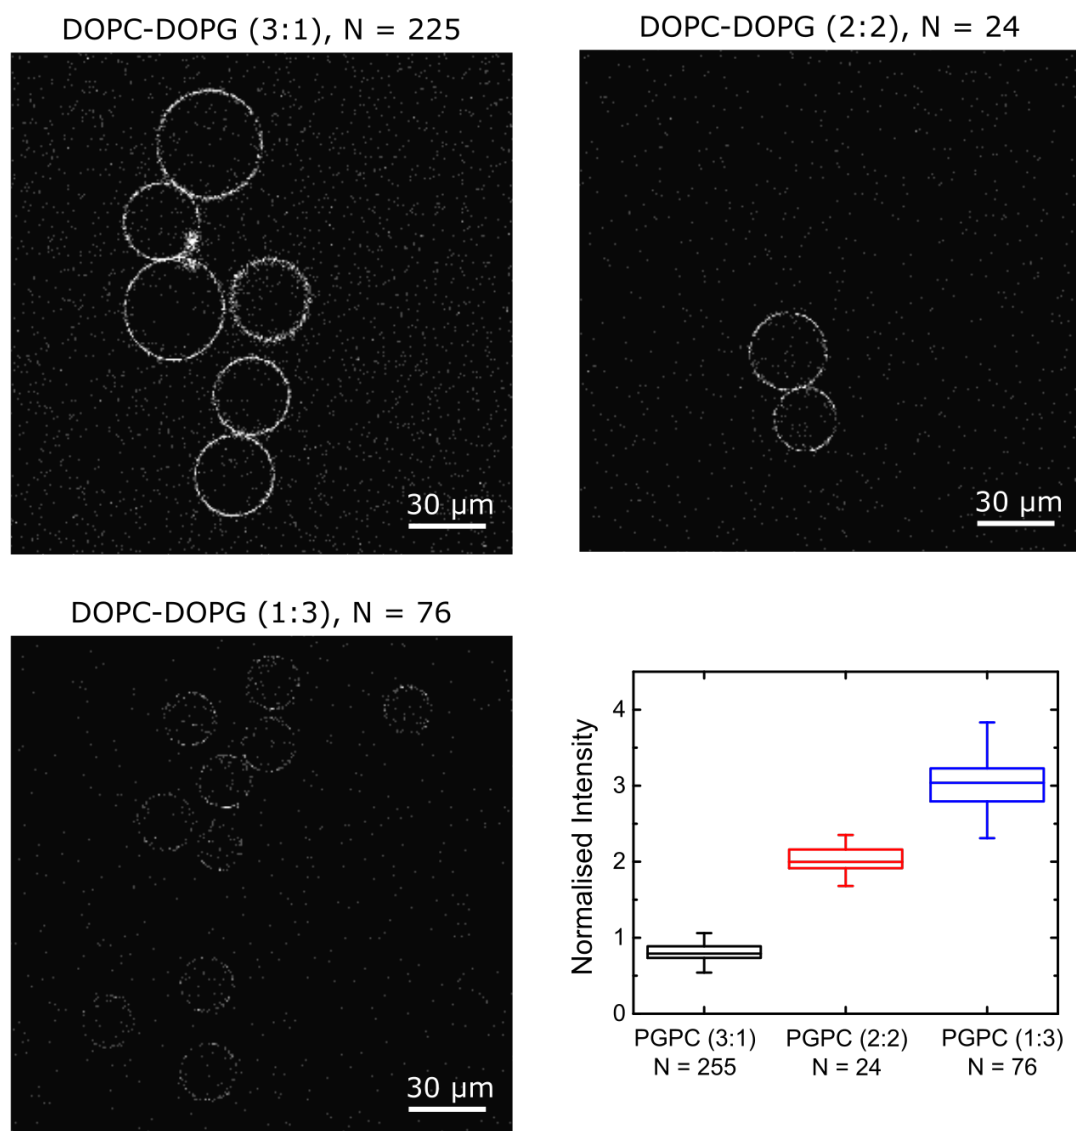 DOPC-DOPG (3:1), N = 225
DOPC-DOPG (2:2), N = 24
30 µm
30 µm
DOPC-DOPG (1:3), N = 76
30 µm
Normalised Intensity
4
3
2
1
0
PGPC (3:1) PGPC (2:2) PGPC (1:3)
N = 255 N = 24 N = 76